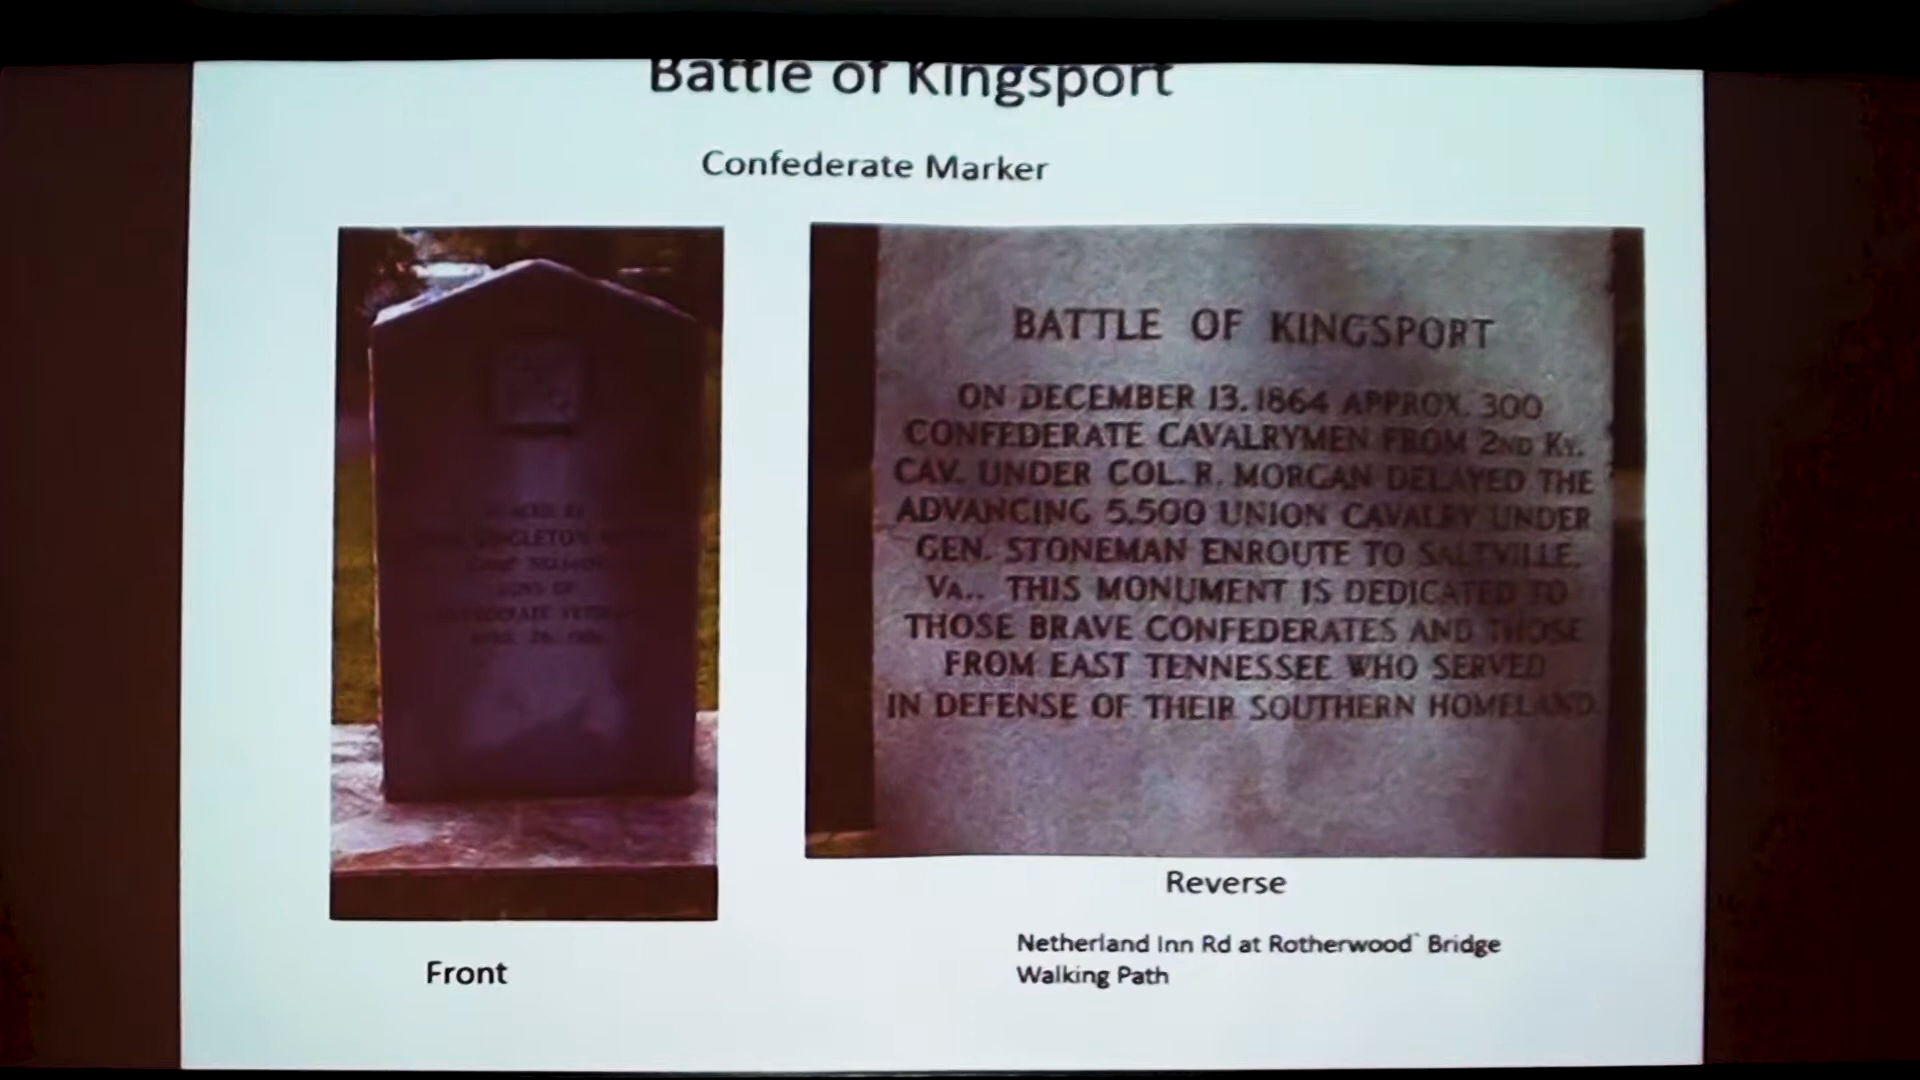 Battle of Kingsport
Confederate Marker
SINGLETON
SONS OF
BATTLE OF KINGSPORT
ON DECEMBER 13, 1864 APPROX. 300
CONFEDERATE CAVALRYMEN FROM 2ND KY.
CAV. UNDER COL. R. MORGAN DELAYED THE
ADVANCING 5,500 UNION CAVALRY UNDER
GEN. STONEMAN ENROUTE TO SALTVILLE,
VA.. THIS MONUMENT IS DEDICATED TO
THOSE BRAVE CONFEDERATES AND THOSE
FROM EAST TENNESSEE WHO SERVED
IN DEFENSE OF THEIR SOUTHERN HOMELAND.
Front
Reverse
Netherland Inn Rd at Rotherwood Bridge
Walking Path